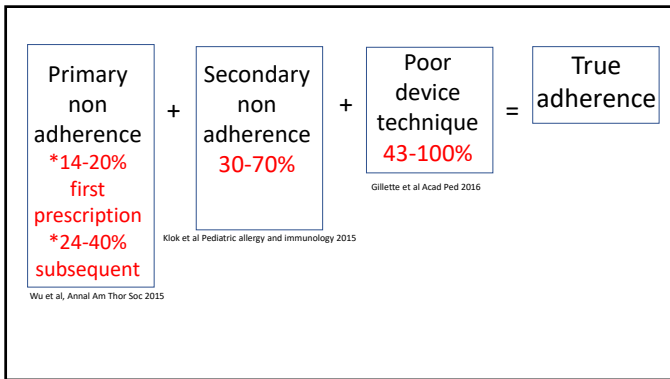 Primary
non
adherence
*14-20%
first
prescription
*24-40%
subsequent
Wu et al, Annal Am Thor Soc 2015
+
Secondary
non
adherence
30-70%
Klok et al Pediatric allergy and immunology 2015
+
Poor
device
technique
43-100%
Gillette et al Acad Ped 2016
=
True
adherence